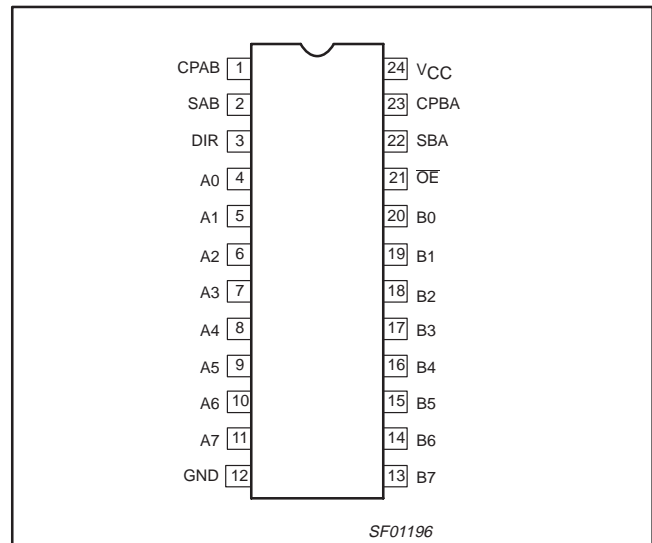 CPAB 1 24 VCC
SAB 2 23 CPBA
DIR 3 22 SBA
A0 4 21 O̅E̅
A1 5 20 B0
A2 6 19 B1
A3 7 18 B2
A4 8 17 B3
A5 9 16 B4
A6 10 15 B5
A7 11 14 B6
GND 12 13 B7
SF01196